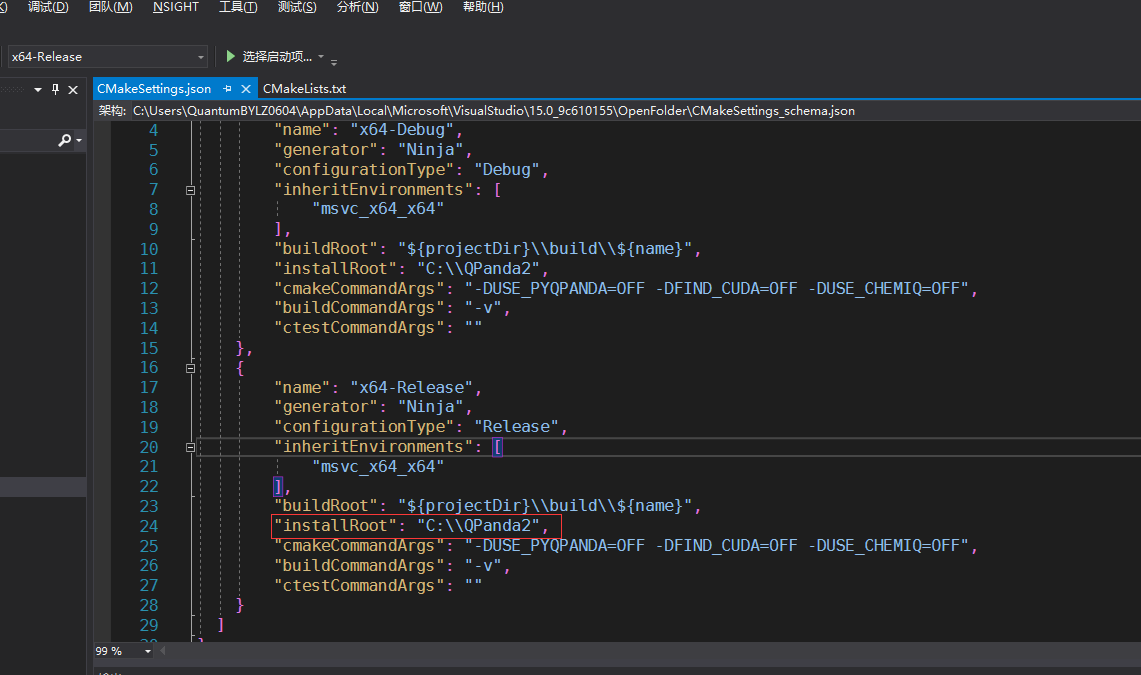 调试(D) 团队(M) NSIGHT 工具(T) 测试(S) 分析(N) 窗口(W) 帮助(H)
x64-Release 选择启动项...
CMakeSettings.json CMakeLists.txt
架构: C:\Users\QuantumBYLZ0604\AppData\Local\Microsoft\VisualStudio\15.0_9c610155\OpenFolder\CMakeSettings_schema.json
4 "name": "x64-Debug",
5 "generator": "Ninja",
6 "configurationType": "Debug",
7 "inheritEnvironments": [
8 "msvc_x64_x64"
9 ],
10 "buildRoot": "${projectDir}\\build\\${name}",
11 "installRoot": "C:\\QPanda2",
12 "cmakeCommandArgs": "-DUSE_PYQPANDA=OFF -DFIND_CUDA=OFF -DUSE_CHEMIQ=OFF",
13 "buildCommandArgs": "-v",
14 "ctestCommandArgs": ""
15 },
16 {
17 "name": "x64-Release",
18 "generator": "Ninja",
19 "configurationType": "Release",
20 "inheritEnvironments": [
21 "msvc_x64_x64"
22 ],
23 "buildRoot": "${projectDir}\\build\\${name}",
24 "installRoot": "C:\\QPanda2",
25 "cmakeCommandArgs": "-DUSE_PYQPANDA=OFF -DFIND_CUDA=OFF -DUSE_CHEMIQ=OFF",
26 "buildCommandArgs": "-v",
27 "ctestCommandArgs": ""
28 }
29 ]
99 %